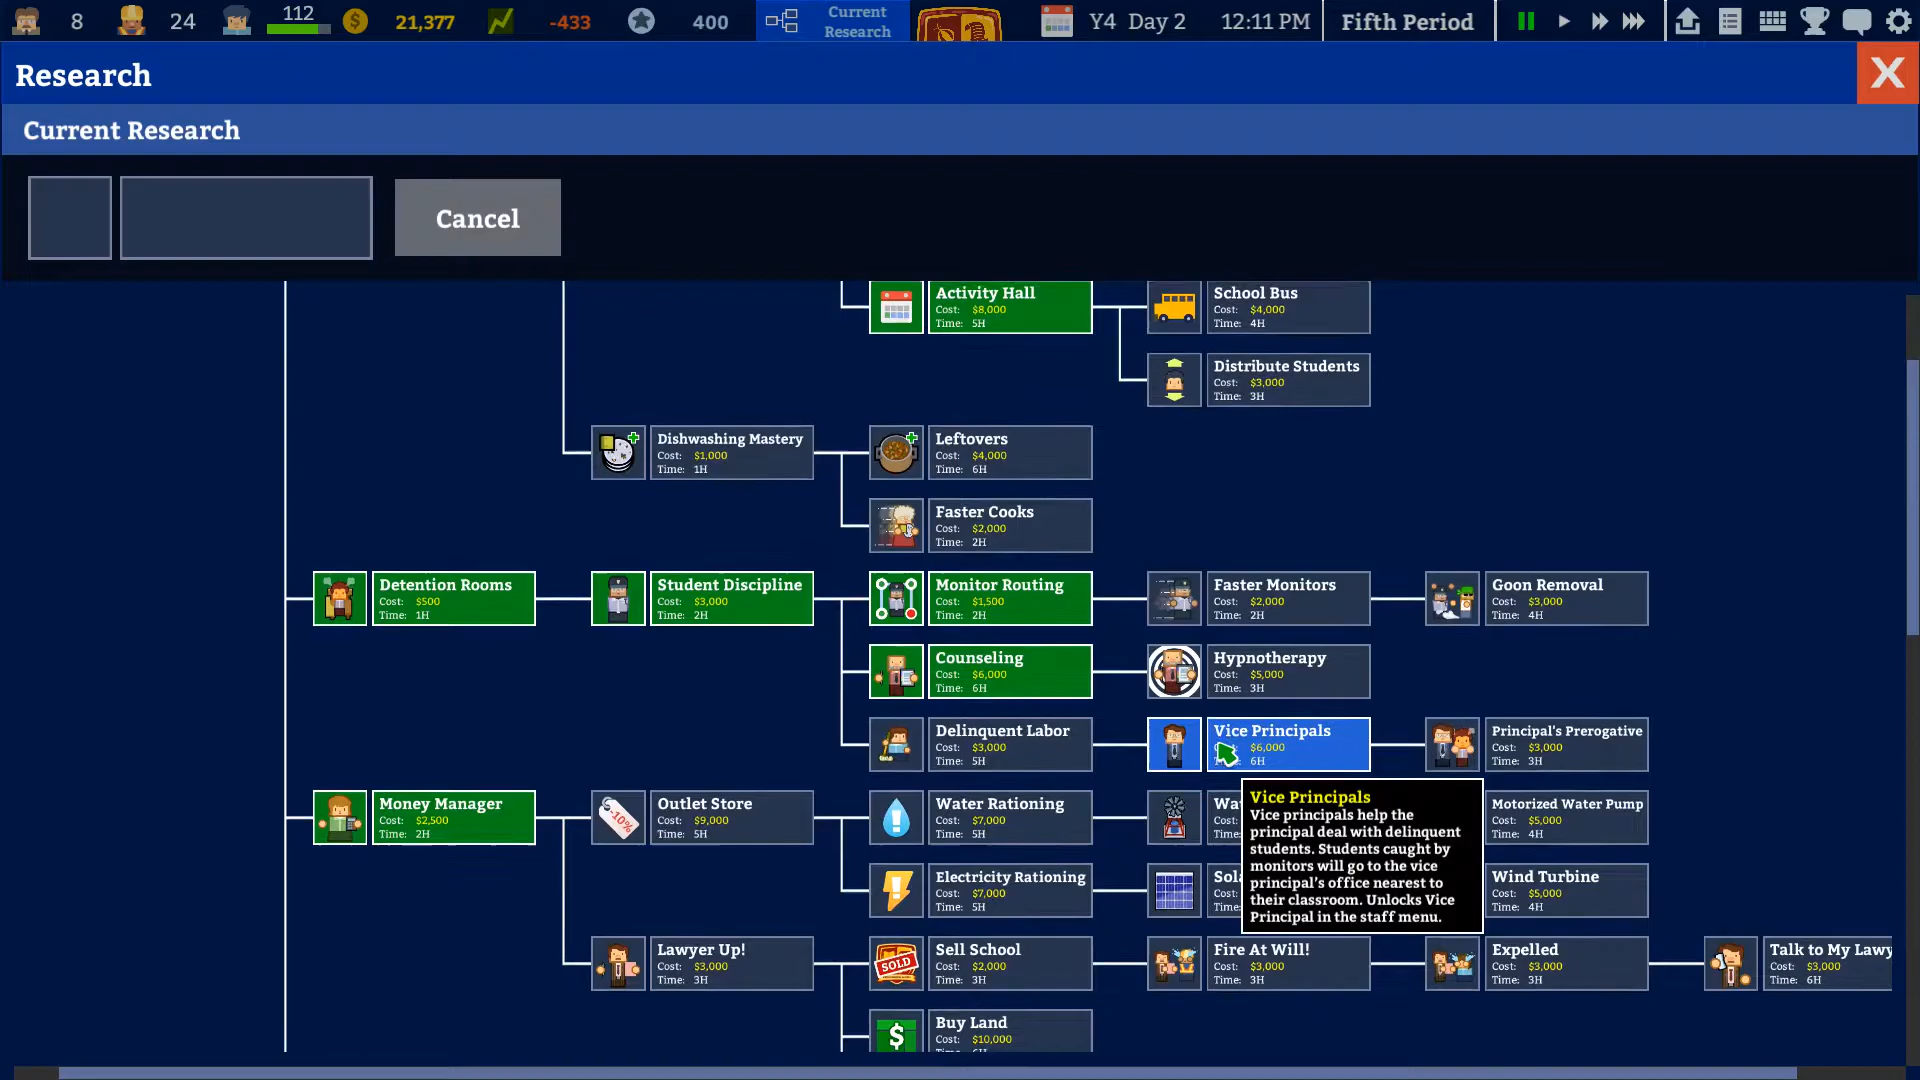 8 24 112 21,377 -433 400 Current Research Y4 Day 2 12:11 PM Fifth Period
Research X
Current Research
Cancel
Activity Hall
Cost: $8,000
Time: 5H
School Bus
Cost: $4,000
Time: 4H
Distribute Students
Cost: $3,000
Time: 3H
Dishwashing Mastery
Cost: $1,000
Time: 1H
Leftovers
Cost: $4,000
Time: 6H
Faster Cooks
Cost: $2,000
Time: 2H
Detention Rooms
Cost: $500
Time: 1H
Student Discipline
Cost: $3,000
Time: 2H
Monitor Routing
Cost: $1,500
Time: 2H
Faster Monitors
Cost: $2,000
Time: 2H
Goon Removal
Cost: $3,000
Time: 4H
Counseling
Cost: $6,000
Time: 6H
Hypnotherapy
Cost: $5,000
Time: 3H
Delinquent Labor
Cost: $3,000
Time: 5H
Vice Principals
$6,000
6H
Principal's Prerogative
Cost: $3,000
Time: 3H
Money Manager
Cost: $2,500
Time: 2H
-10%
Outlet Store
Cost: $9,000
Time: 5H
Water Rationing
Cost: $7,000
Time: 5H
Wa
Cost:
Time:
Motorized Water Pump
Cost: $5,000
Time: 4H
Vice Principals
Vice principals help the
principal deal with delinquent
students. Students caught by
monitors will go to the vice
principal's office nearest to
their classroom. Unlocks Vice
Principal in the staff menu.
Electricity Rationing
Cost: $7,000
Time: 5H
Sola
Cost:
Time:
Wind Turbine
Cost: $5,000
Time: 4H
Lawyer Up!
Cost: $3,000
Time: 3H
SOLD
Sell School
Cost: $2,000
Time: 3H
Fire At Will!
Cost: $3,000
Time: 3H
Expelled
Cost: $3,000
Time: 3H
Talk to My Lawy
Cost: $3,000
Time: 6H
$
Buy Land
Cost: $10,000